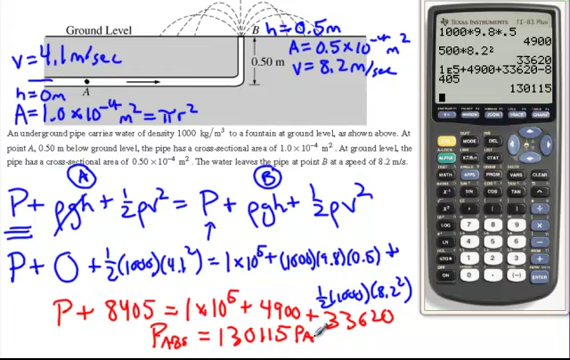 Ground Level
B
h = 0.5m
A = 0.5 x 10⁻⁴ m²
v = 8.2 m/sec
0.50 m
v = 4.1 m/sec
A
h = 0m
A = 1.0 x 10⁻⁴ m² = πr²
An underground pipe carries water of density 1000 kg/m³ to a fountain at ground level, as shown above. At
point A, 0.50 m below ground level, the pipe has a cross-sectional area of 1.0 × 10⁻⁴ m². At ground level, the
pipe has a cross-sectional area of 0.50 × 10⁻⁴ m². The water leaves the pipe at point B at a speed of 8.2 m/s.
A B
P + ρgh + ½ρv² = P + ρgh + ½ρv²
P + 0 + ½(1000)(4.1²) = 1x10⁵ + (1000)(9.8)(0.5) +
½(1000)(8.2²)
P + 8405 = 1 x 10⁵ + 4900 + 33620
P ABS = 130115 PA
TEXAS INSTRUMENTS TI-83 Plus
1000*9.8*.5
4900
500*8.2²
33620
1E5+4900+33620-8
405
130115